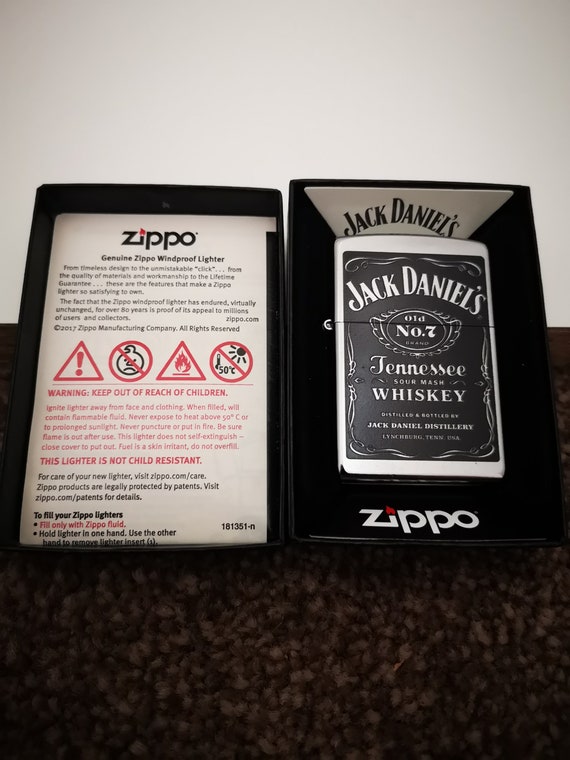 zippo
Genuine Zippo Windproof Lighter
From timeless design to the unmistakable "click"... from
the quality of materials and workmanship to the Lifetime
Guarantee ... these are the features that make a Zippo
lighter so satisfying to own.
The fact that the Zippo windproof lighter has endured, virtually
unchanged, for over 80 years is proof of its appeal to millions
of users and collectors.
zippo.com
©2017 Zippo Manufacturing Company. All Rights Reserved
50°C
WARNING: KEEP OUT OF REACH OF CHILDREN.
Ignite lighter away from face and clothing. When filled, will
contain flammable fluid. Never expose to heat above 50° C or
to prolonged sunlight. Never puncture or put in fire. Be sure
flame is out after use. This lighter does not self-extinguish –
close cover to put out. Fuel is a skin irritant, do not overfill.
THIS LIGHTER IS NOT CHILD RESISTANT.
For care of your new lighter, visit zippo.com/care.
Zippo products are legally protected by patents. Visit
zippo.com/patents for details.
To fill your Zippo lighters
• Fill only with Zippo fluid.
181351-n
• Hold lighter in one hand. Use the other
hand to remove lighter insert (1).
JACK DANIEL'S
JACK DANIEL'S
Old
No.7
BRAND
Tennessee
SOUR MASH
WHISKEY
DISTILLED & BOTTLED BY
JACK DANIEL DISTILLERY
LYNCHBURG, TENN. USA
zippo